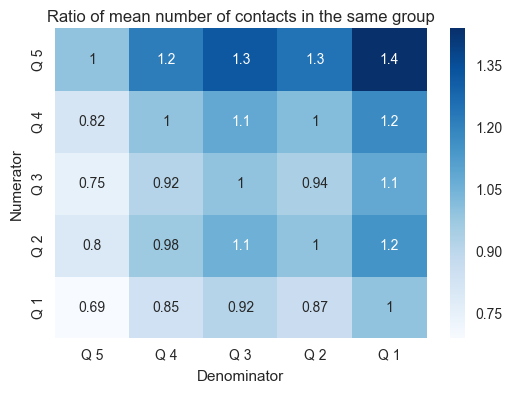 Ratio of mean number of contacts in the same group
Q 5 1 1.2 1.3 1.3 1.4
Q 4 0.82 1 1.1 1 1.2
Q 3 0.75 0.92 1 0.94 1.1
Q 2 0.8 0.98 1.1 1 1.2
Q 1 0.69 0.85 0.92 0.87 1
Q 5 Q 4 Q 3 Q 2 Q 1
Denominator
Numerator
1.35
1.20
1.05
0.90
0.75